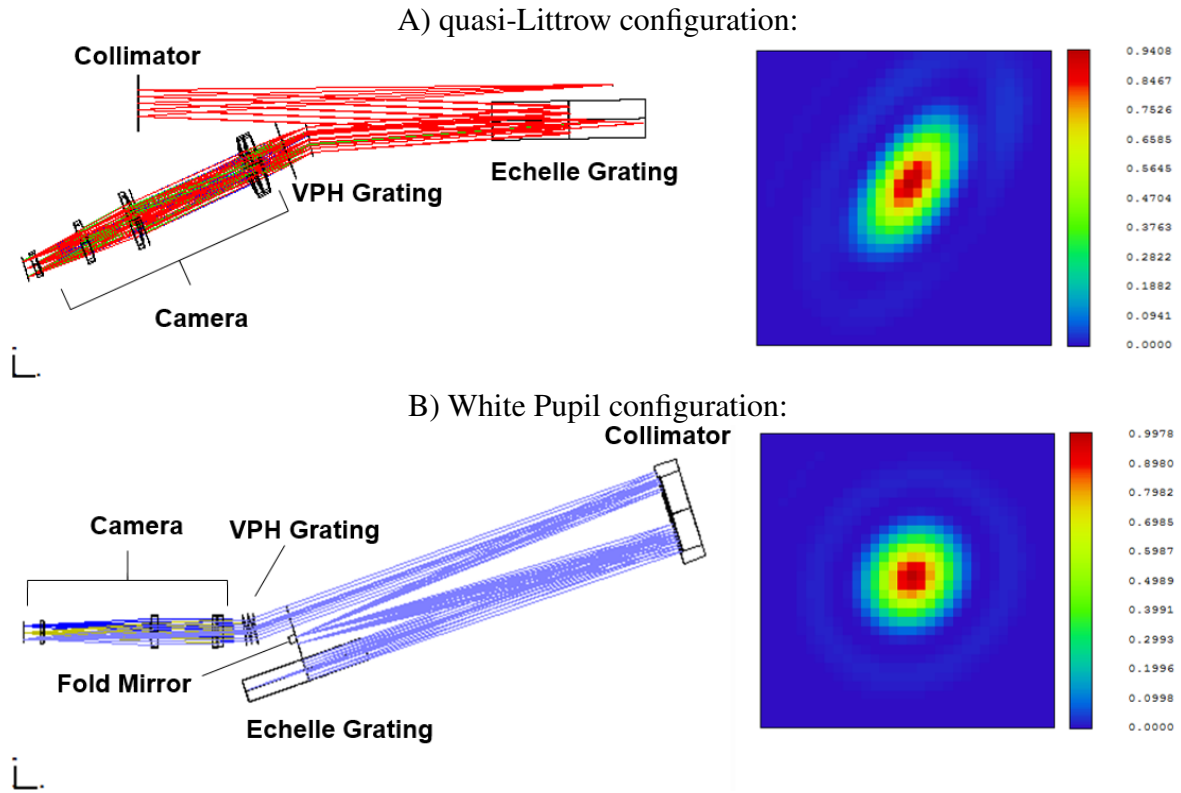 A) quasi-Littrow configuration:
Collimator
VPH Grating
Echelle Grating
Camera
0.9408
0.8467
0.7526
0.6585
0.5645
0.4704
0.3763
0.2822
0.1882
0.0941
0.0000
B) White Pupil configuration:
Collimator
Camera
VPH Grating
Fold Mirror
Echelle Grating
0.9978
0.8980
0.7982
0.6985
0.5987
0.4989
0.3991
0.2993
0.1996
0.0998
0.0000